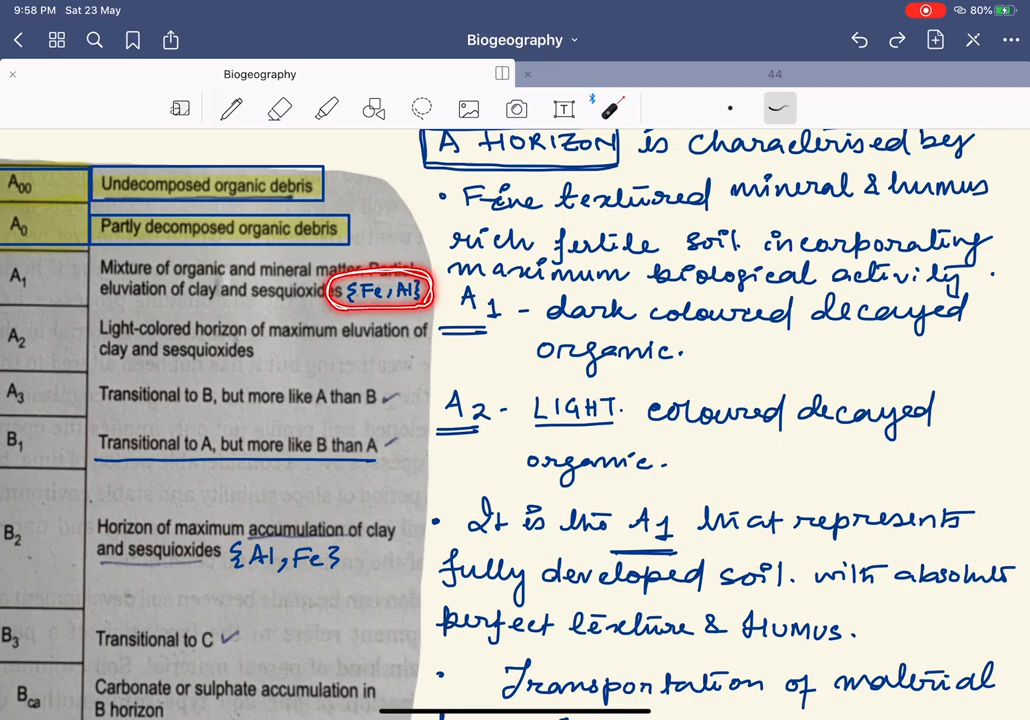 9:58 PM Sat 23 May
80%
Biogeography
Biogeography
44
A00 Undecomposed organic debris
A0 Partly decomposed organic debris
A1 Mixture of organic and mineral matter. Partial
eluviation of clay and sesquioxides {Fe, Al}
A2 Light-colored horizon of maximum eluviation of
clay and sesquioxides
A3 Transitional to B, but more like A than B
B1 Transitional to A, but more like B than A
B2 Horizon of maximum accumulation of clay
and sesquioxides {Al, Fe}
B3 Transitional to C
Bca Carbonate or sulphate accumulation in
B horizon
A HORIZON is characterised by
• Fine textured mineral & humus
rich fertile soil incorporating
maximum biological activity.
A1 - dark coloured decayed
organic.
A2 - LIGHT. coloured decayed
organic.
• It is the A1 that represents
fully developed soil. with absolute
perfect texture & HUMUS.
• Transportation of material